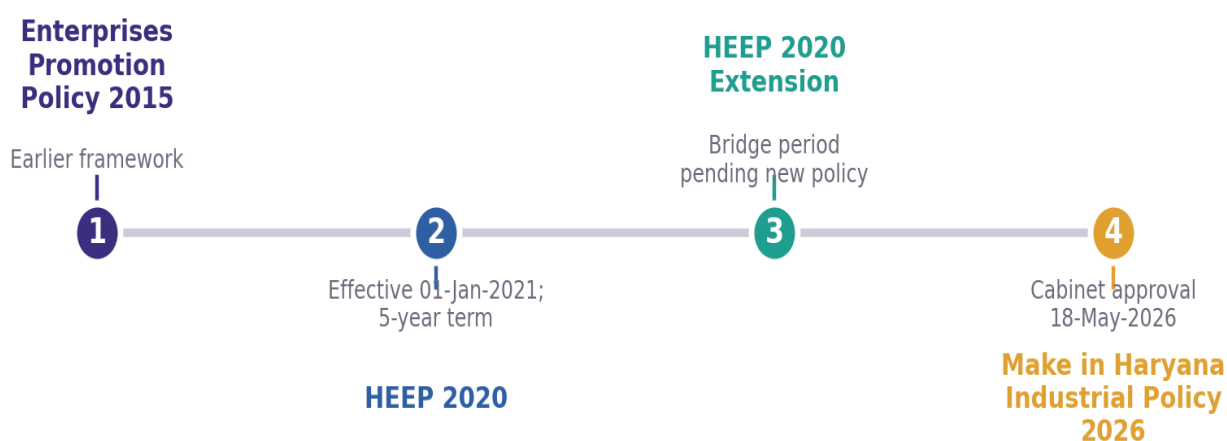 Enterprises
Promotion
Policy 2015
Earlier framework
1
2
Effective 01-Jan-2021;
5-year term
HEEP 2020
HEEP 2020
Extension
Bridge period
pending new policy
3
4
Cabinet approval
18-May-2026
Make in Haryana
Industrial Policy
2026